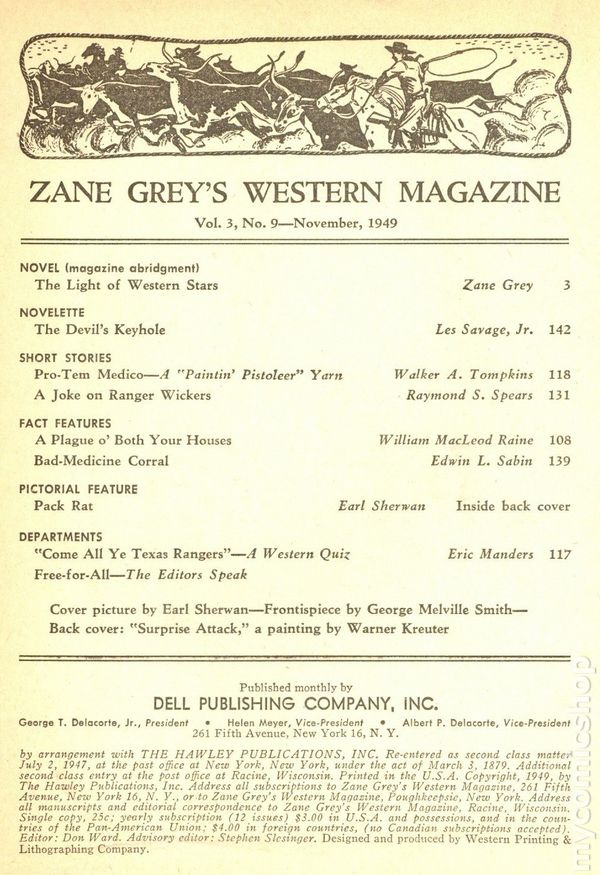 ZANE GREY'S WESTERN MAGAZINE
Vol. 3, No. 9—November, 1949
NOVEL (magazine abridgment)
The Light of Western Stars Zane Grey 3
NOVELETTE
The Devil's Keyhole Les Savage, Jr. 142
SHORT STORIES
Pro-Tem Medico—A "Paintin' Pistoleer" Yarn Walker A. Tompkins 118
A Joke on Ranger Wickers Raymond S. Spears 131
FACT FEATURES
A Plague o' Both Your Houses William MacLeod Raine 108
Bad-Medicine Corral Edwin L. Sabin 139
PICTORIAL FEATURE
Pack Rat Earl Sherwan Inside back cover
DEPARTMENTS
"Come All Ye Texas Rangers"—A Western Quiz Eric Manders 117
Free-for-All—The Editors Speak
Cover picture by Earl Sherwan—Frontispiece by George Melville Smith—
Back cover: "Surprise Attack," a painting by Warner Kreuter
Published monthly by
DELL PUBLISHING COMPANY, INC.
George T. Delacorte, Jr., President • Helen Meyer, Vice-President • Albert P. Delacorte, Vice-President
261 Fifth Avenue, New York 16, N. Y.
by arrangement with THE HAWLEY PUBLICATIONS, INC. Re-entered as second class matter
July 2, 1947, at the post office at New York, New York, under the act of March 3, 1879. Additional
second class entry at the post office at Racine, Wisconsin. Printed in the U.S.A. Copyright, 1949, by
The Hawley Publications, Inc. Address all subscriptions to Zane Grey's Western Magazine, 261 Fifth
Avenue, New York 16, N. Y., or to Zane Grey's Western Magazine, Poughkeepsie, New York. Address
all manuscripts and editorial correspondence to Zane Grey's Western Magazine, Racine, Wisconsin.
Single copy, 25c; yearly subscription (12 issues) $3.00 in U.S.A. and possessions, and in the coun-
tries of the Pan-American Union; $4.00 in foreign countries, (no Canadian subscriptions accepted).
Editor: Don Ward. Advisory editor: Stephen Slesinger. Designed and produced by Western Printing &
Lithographing Company.
mycomicshop